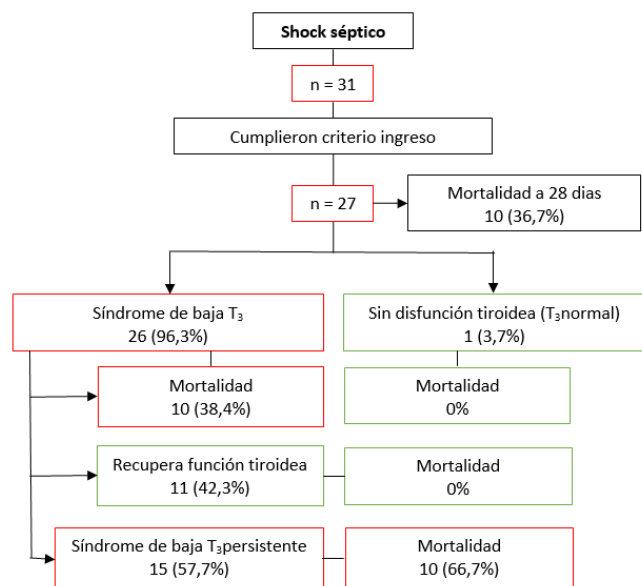 Shock séptico
n = 31
Cumplieron criterio ingreso
n = 27
Mortalidad a 28 dias
10 (36,7%)
Síndrome de baja T₃
26 (96,3%)
Sin disfunción tiroidea (T₃normal)
1 (3,7%)
Mortalidad
10 (38,4%)
Mortalidad
0%
Recupera función tiroidea
11 (42,3%)
Mortalidad
0%
Síndrome de baja T₃persistente
15 (57,7%)
Mortalidad
10 (66,7%)